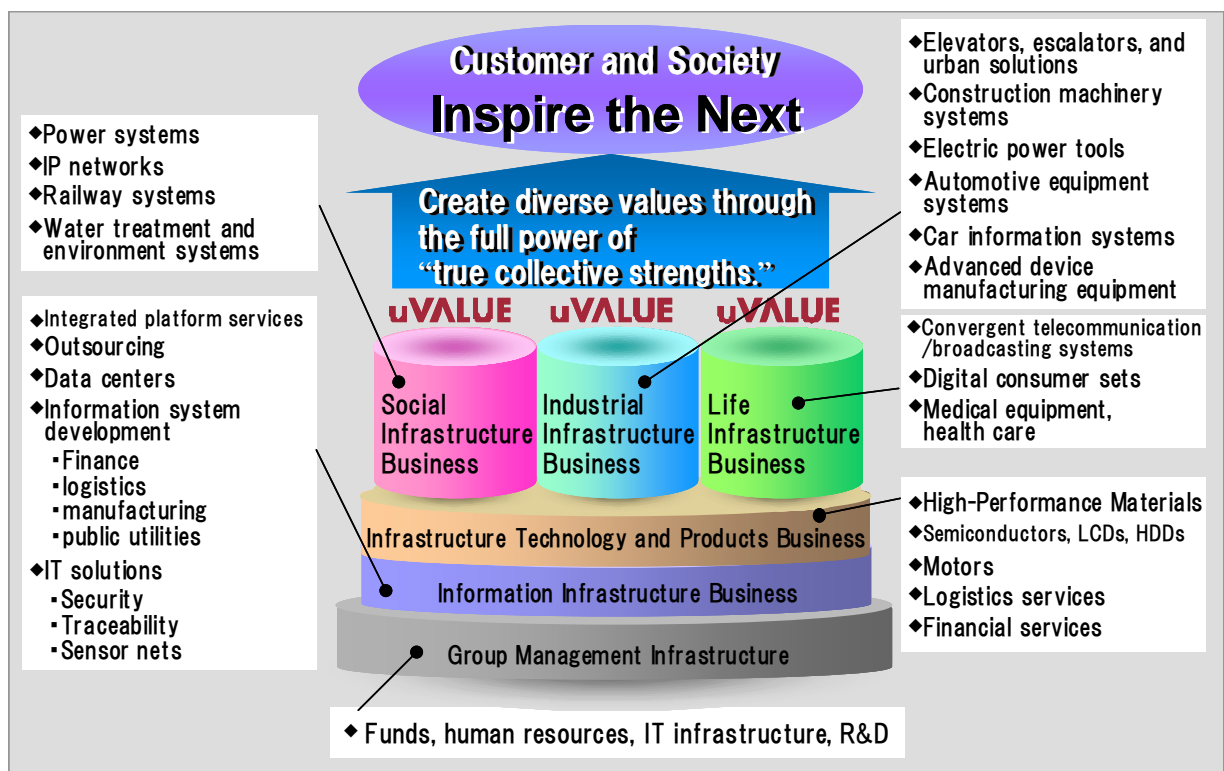 Customer and Society
Inspire the Next
Create diverse values through
the full power of
“true collective strengths.”
◆Power systems
◆IP networks
◆Railway systems
◆Water treatment and
environment systems
◆Integrated platform services
◆Outsourcing
◆Data centers
◆Information system
development
▪Finance
▪logistics
▪manufacturing
▪public utilities
◆IT solutions
▪Security
▪Traceability
▪Sensor nets
uVALUE
uVALUE
uVALUE
Social
Infrastructure
Business
Industrial
Infrastructure
Business
Life
Infrastructure
Business
Infrastructure Technology and Products Business
Information Infrastructure Business
Group Management Infrastructure
◆ Funds, human resources, IT infrastructure, R&D
◆Elevators, escalators, and
urban solutions
◆Construction machinery
systems
◆Electric power tools
◆Automotive equipment
systems
◆Car information systems
◆Advanced device
manufacturing equipment
◆Convergent telecommunication
/broadcasting systems
◆Digital consumer sets
◆Medical equipment,
health care
◆High-Performance Materials
◆Semiconductors, LCDs, HDDs
◆Motors
◆Logistics services
◆Financial services